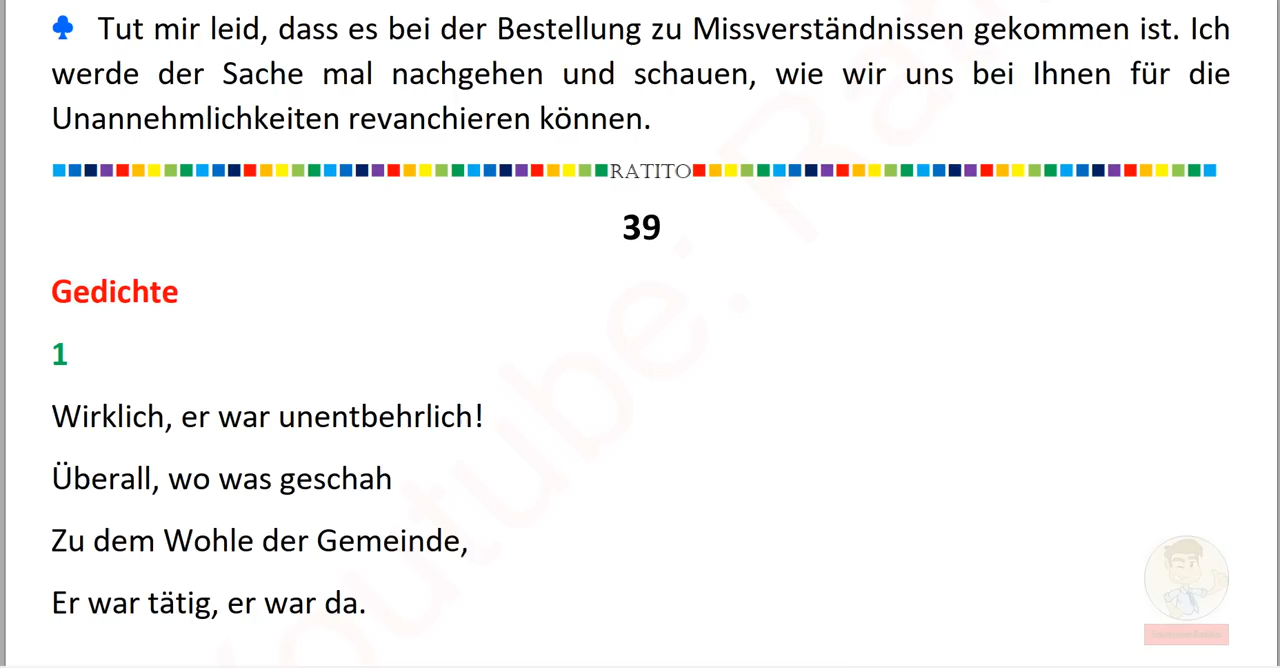 ♣ Tut mir leid, dass es bei der Bestellung zu Missverständnissen gekommen ist. Ich
werde der Sache mal nachgehen und schauen, wie wir uns bei Ihnen für die
Unannehmlichkeiten revanchieren können.
RATITO
39
Gedichte
1
Wirklich, er war unentbehrlich!
Überall, wo was geschah
Zu dem Wohle der Gemeinde,
Er war tätig, er war da.